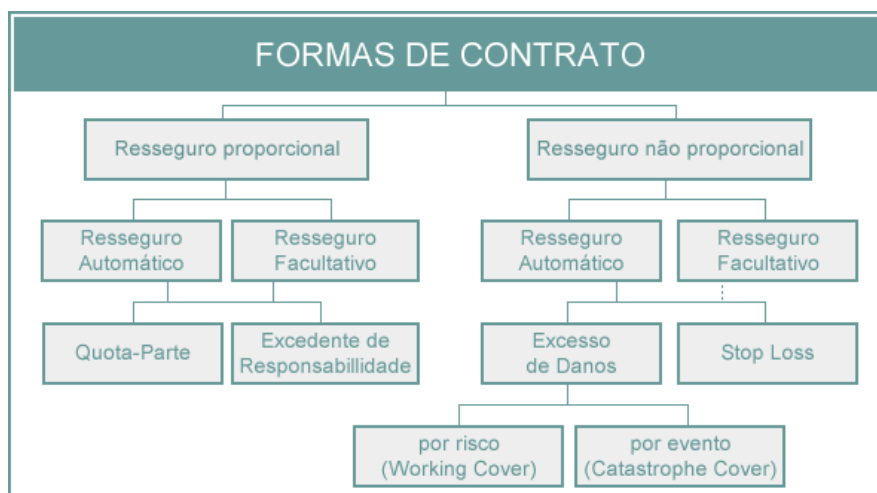 FORMAS DE CONTRATO
Resseguro proporcional
Resseguro não proporcional
Resseguro
Automático
Resseguro
Facultativo
Resseguro
Automático
Resseguro
Facultativo
Quota-Parte
Excedente de
Responsabillidade
Excesso
de Danos
Stop Loss
por risco
(Working Cover)
por evento
(Catastrophe Cover)